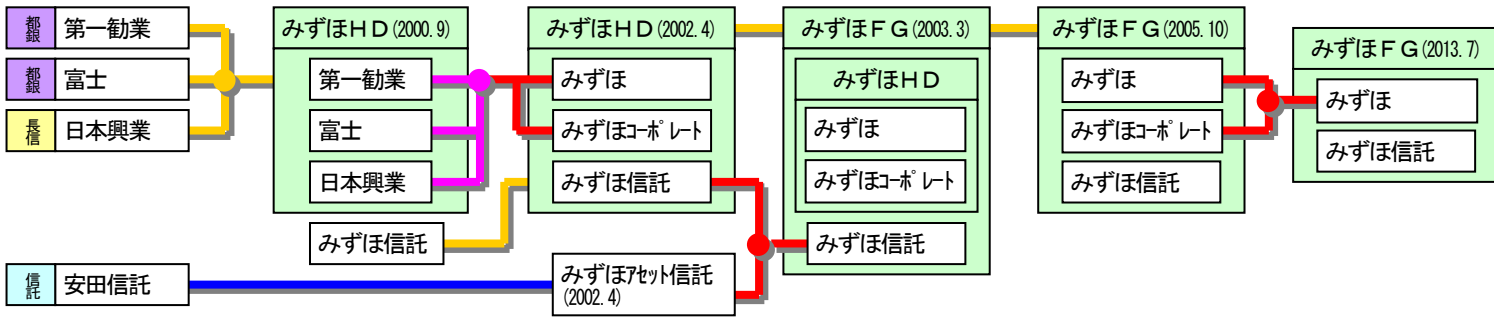 都銀
第一勧業
都銀
富士
長信
日本興業
信託
安田信託
みずほＨＤ(2000.9)
第一勧業
富士
日本興業
みずほ信託
みずほＨＤ(2002.4)
みずほ
みずほｺｰﾎﾟﾚｰﾄ
みずほ信託
みずほｱｾｯﾄ信託
(2002.4)
みずほＦＧ(2003.3)
みずほＨＤ
みずほ
みずほｺｰﾎﾟﾚｰﾄ
みずほ信託
みずほＦＧ(2005.10)
みずほ
みずほｺｰﾎﾟﾚｰﾄ
みずほ信託
みずほＦＧ(2013.7)
みずほ
みずほ信託